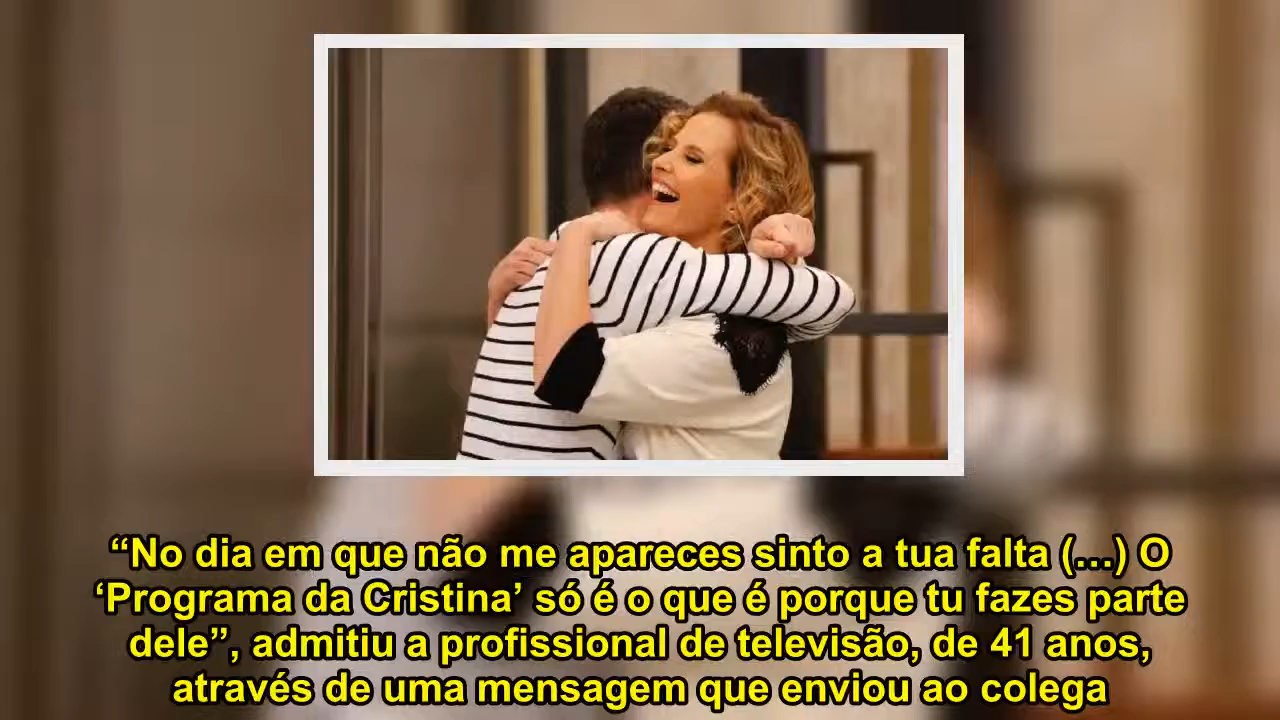 “No dia em que não me apareces sinto a tua falta (...) O
‘Programa da Cristina’ só é o que é porque tu fazes parte
dele”, admitiu a profissional de televisão, de 41 anos,
através de uma mensagem que enviou ao colega